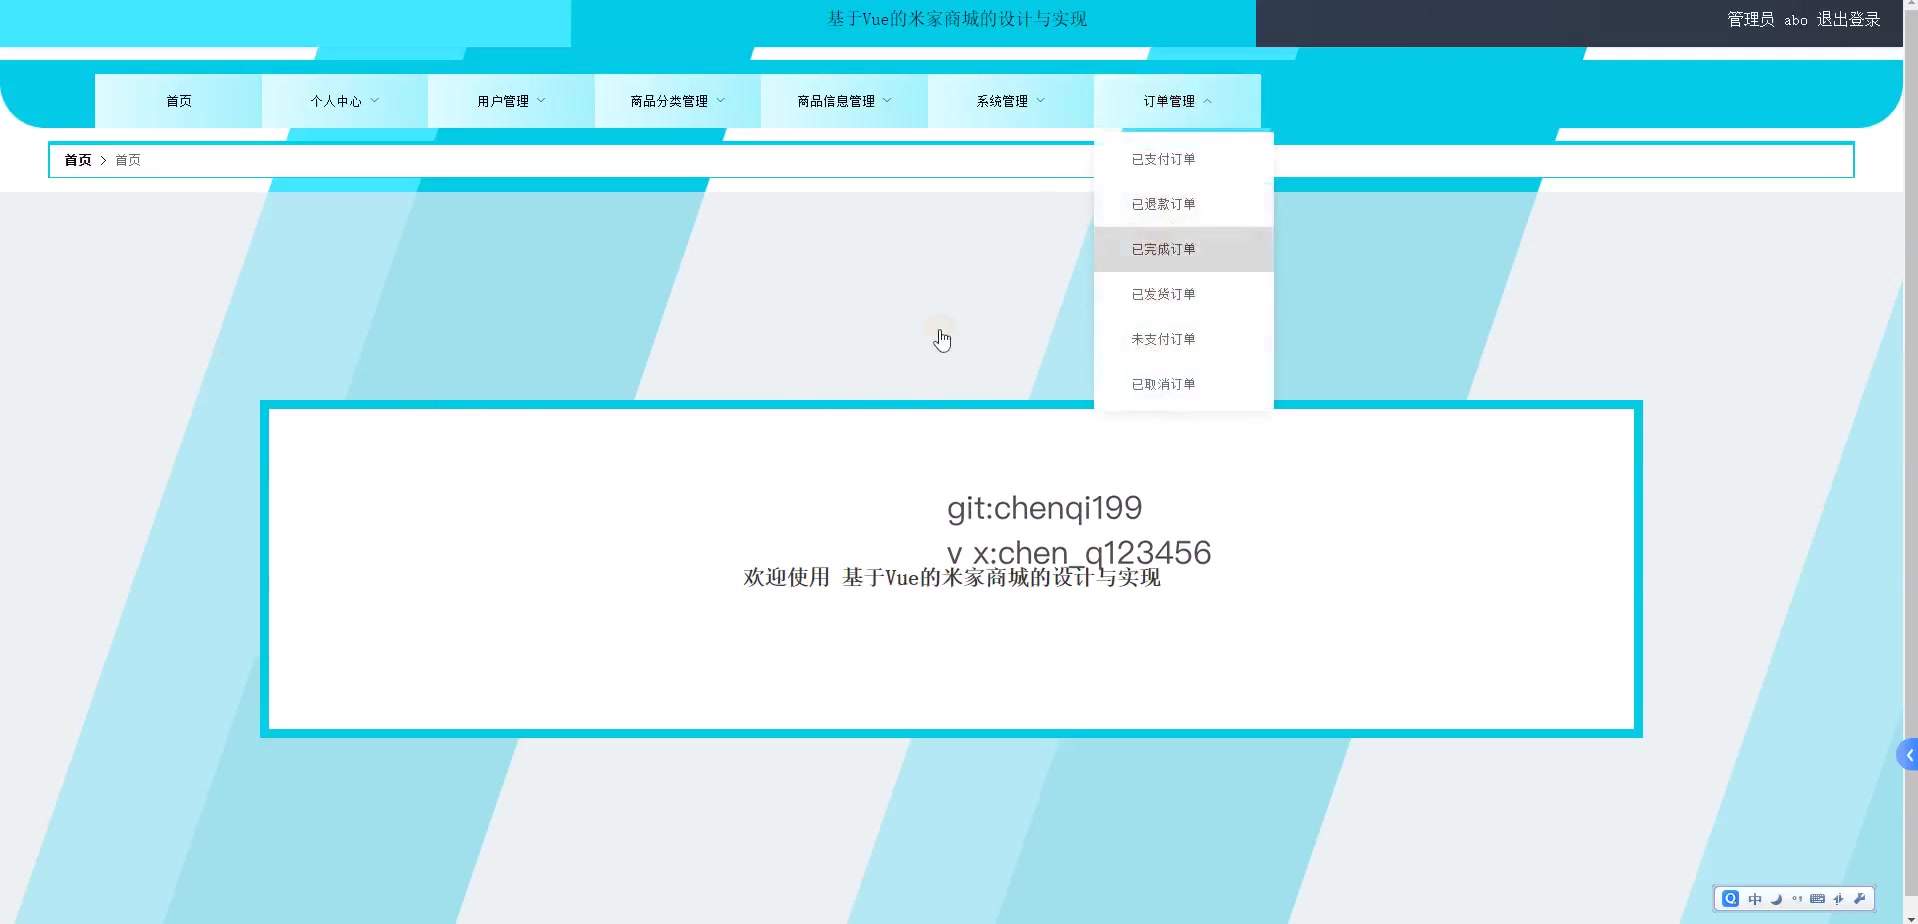 基于Vue的米家商城的设计与实现
管理员 abo 退出登录
首页
个人中心
用户管理
商品分类管理
商品信息管理
系统管理
订单管理
首页 > 首页
已支付订单
已退款订单
已完成订单
已发货订单
未支付订单
已取消订单
git:chenqi199
v x:chen_q123456
欢迎使用 基于Vue的米家商城的设计与实现
中